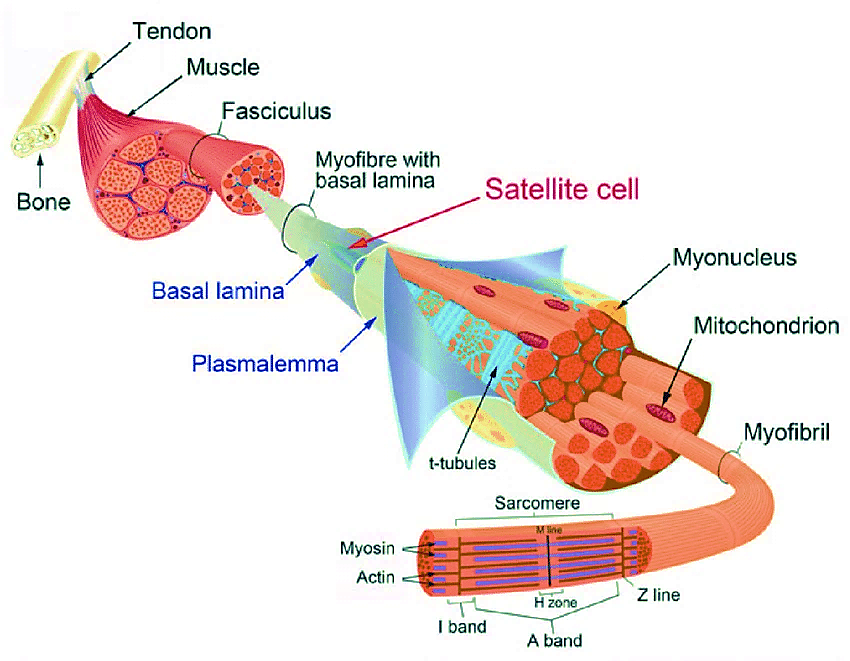 Tendon
Muscle
Fasciculus
Bone
Myofibre with
basal lamina
Satellite cell
Basal lamina
Myonucleus
Mitochondrion
Plasmalemma
t-tubules
Myofibril
Sarcomere
M line
Myosin
Actin
Z line
H zone
I band
A band